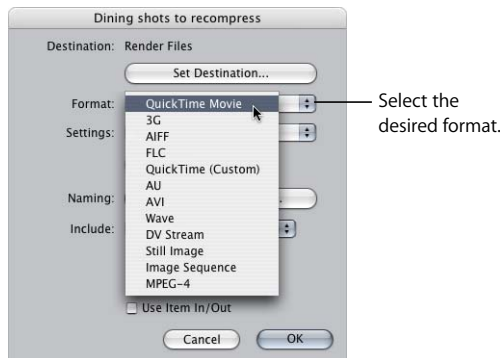 Dining shots to recompress
Destination: Render Files
Set Destination...
Format: QuickTime Movie
Select the
desired format.
3G
Settings:
AIFF
FLC
QuickTime (Custom)
AU
Naming:
AVI
Wave
Include:
DV Stream
Still Image
Image Sequence
MPEG-4
Use Item In/Out
Cancel OK